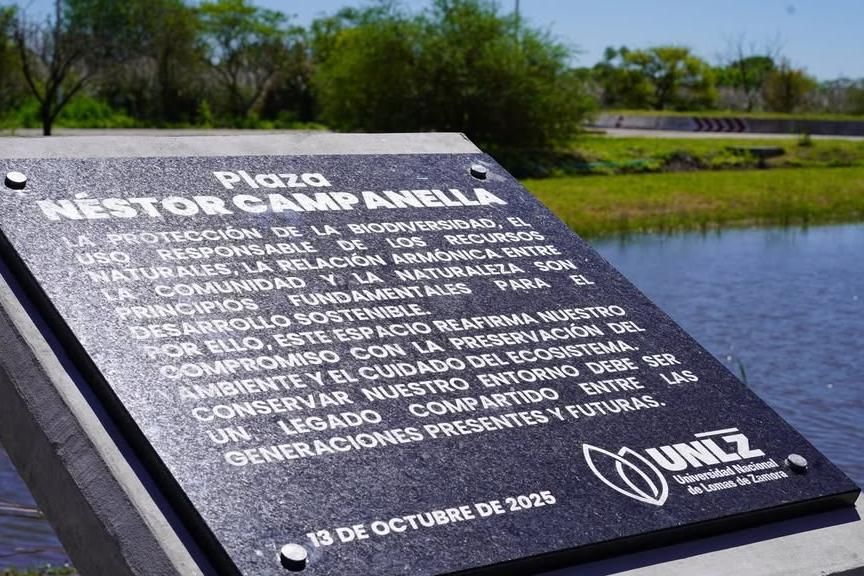 Plaza
NÉSTOR CAMPANELLA
LA PROTECCIÓN DE LA BIODIVERSIDAD, EL
USO RESPONSABLE DE LOS RECURSOS
NATURALES, LA RELACIÓN ARMÓNICA ENTRE
LA COMUNIDAD Y LA NATURALEZA SON
PRINCIPIOS FUNDAMENTALES PARA EL
DESARROLLO SOSTENIBLE.
POR ELLO, ESTE ESPACIO REAFIRMA NUESTRO
COMPROMISO CON LA PRESERVACIÓN DEL
AMBIENTE Y EL CUIDADO DEL ECOSISTEMA.
CONSERVAR NUESTRO ENTORNO DEBE SER
UN LEGADO COMPARTIDO ENTRE LAS
GENERACIONES PRESENTES Y FUTURAS.
13 DE OCTUBRE DE 2025
UNLZ
Universidad Nacional
de Lomas de Zamora